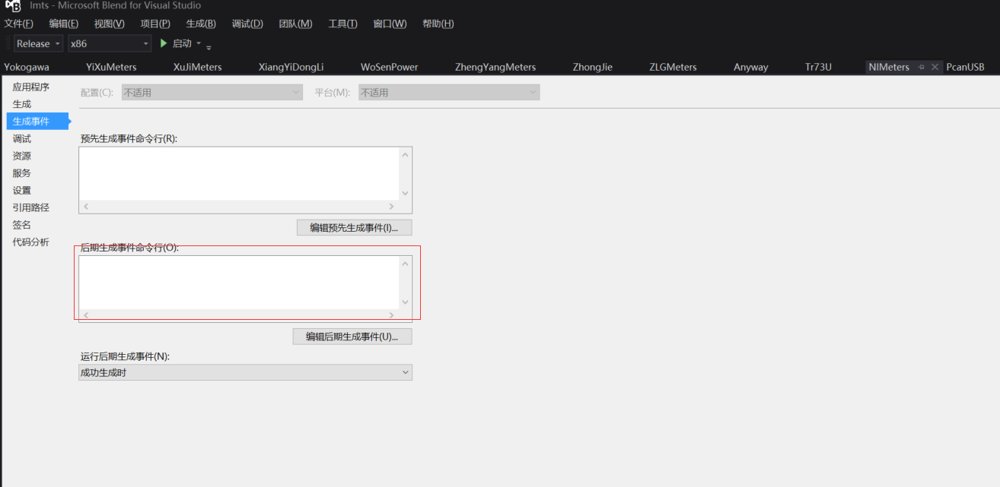 Imts - Microsoft Blend for Visual Studio
文件(F) 编辑(E) 视图(V) 项目(P) 生成(B) 调试(D) 团队(M) 工具(T) 窗口(W) 帮助(H)
Release x86 启动
Yokogawa YiXuMeters XuJiMeters XiangYiDongLi WoSenPower ZhengYangMeters ZhongJie ZLGMeters Anyway Tr73U NIMeters PcanUSB
应用程序
生成
生成事件
调试
资源
服务
设置
引用路径
签名
代码分析
配置(C): 不适用 平台(M): 不适用
预先生成事件命令行(R):
编辑预先生成事件(I)...
后期生成事件命令行(O):
编辑后期生成事件(U)...
运行后期生成事件(N):
成功生成时